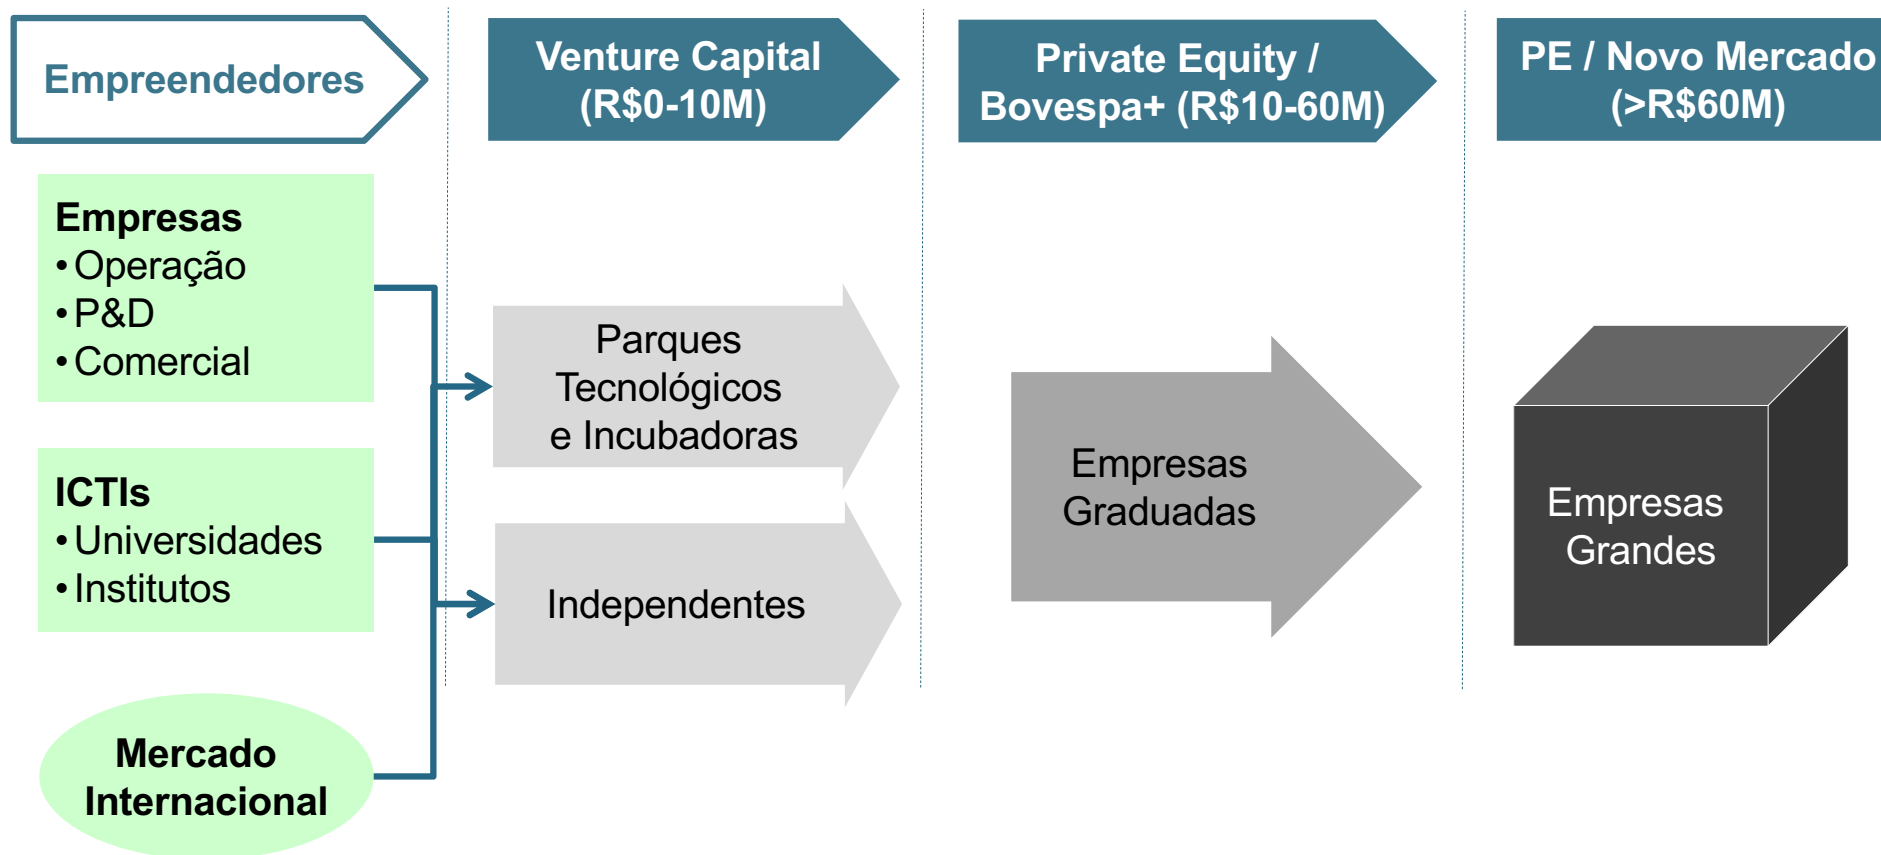 Empreendedores
Venture Capital
(R$0-10M)
Private Equity /
Bovespa+ (R$10-60M)
PE / Novo Mercado
(>R$60M)
Empresas
•Operação
•P&D
•Comercial
ICTIs
•Universidades
•Institutos
Mercado
Internacional
Parques
Tecnológicos
e Incubadoras
Independentes
Empresas
Graduadas
Empresas
Grandes